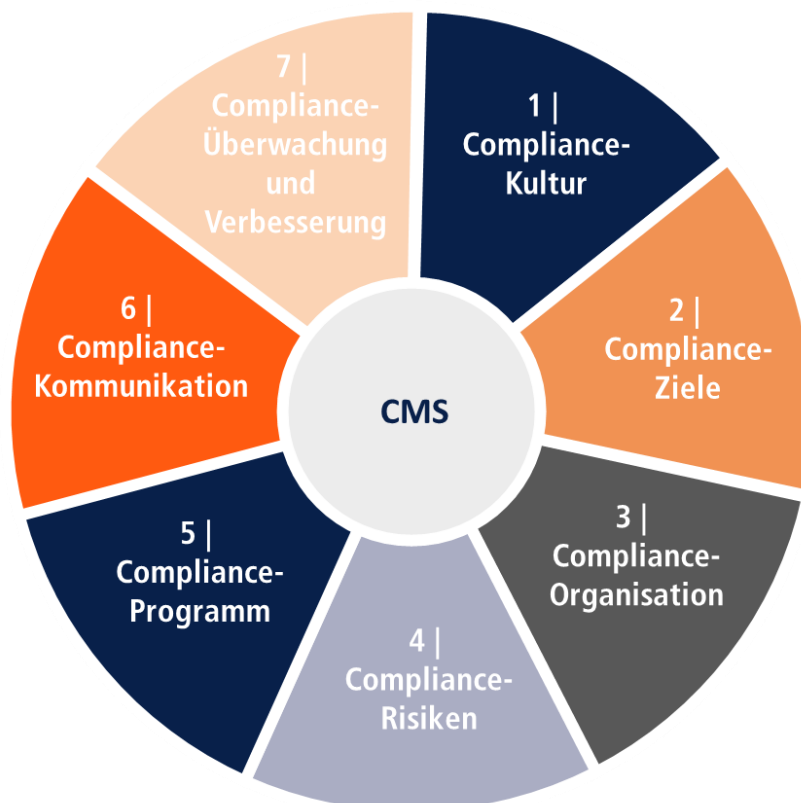 1 |
Compliance-
Kultur
2 |
Compliance-
Ziele
3 |
Compliance-
Organisation
4 |
Compliance-
Risiken
5 |
Compliance-
Programm
6 |
Compliance-
Kommunikation
7 |
Compliance-
Überwachung
und
Verbesserung
CMS